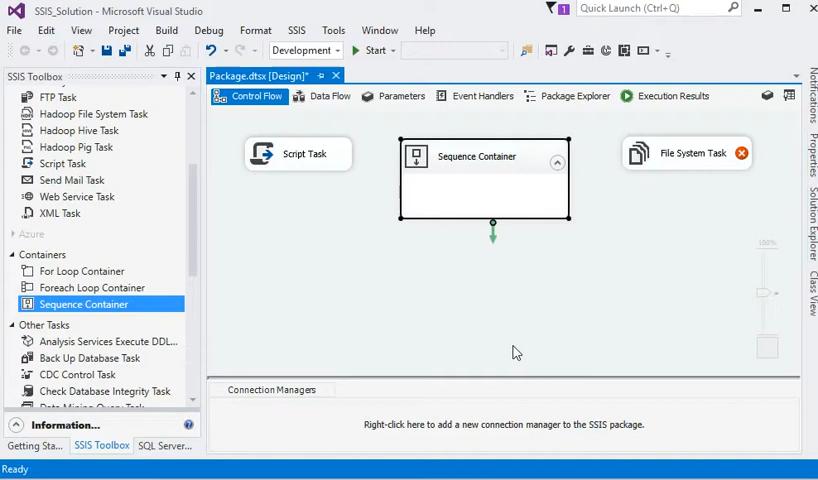 SSIS_Solution - Microsoft Visual Studio
1
Quick Launch (Ctrl+Q)
File Edit View Project Build Debug Format SSIS Tools Window Help
Development Start
SSIS Toolbox
FTP Task
Hadoop File System Task
Hadoop Hive Task
Hadoop Pig Task
Script Task
Send Mail Task
Web Service Task
XML Task
Azure
Containers
For Loop Container
Foreach Loop Container
Sequence Container
Other Tasks
Analysis Services Execute DDL...
Back Up Database Task
CDC Control Task
Check Database Integrity Task
Data Mining Query Task
Information...
Getting Sta... SSIS Toolbox SQL Server...
Package.dtsx [Design]*
Control Flow Data Flow Parameters Event Handlers Package Explorer Execution Results
Script Task
Sequence Container
File System Task
100%
Connection Managers
Right-click here to add a new connection manager to the SSIS package.
Notifications
Properties
Solution Explorer
Class View
Ready